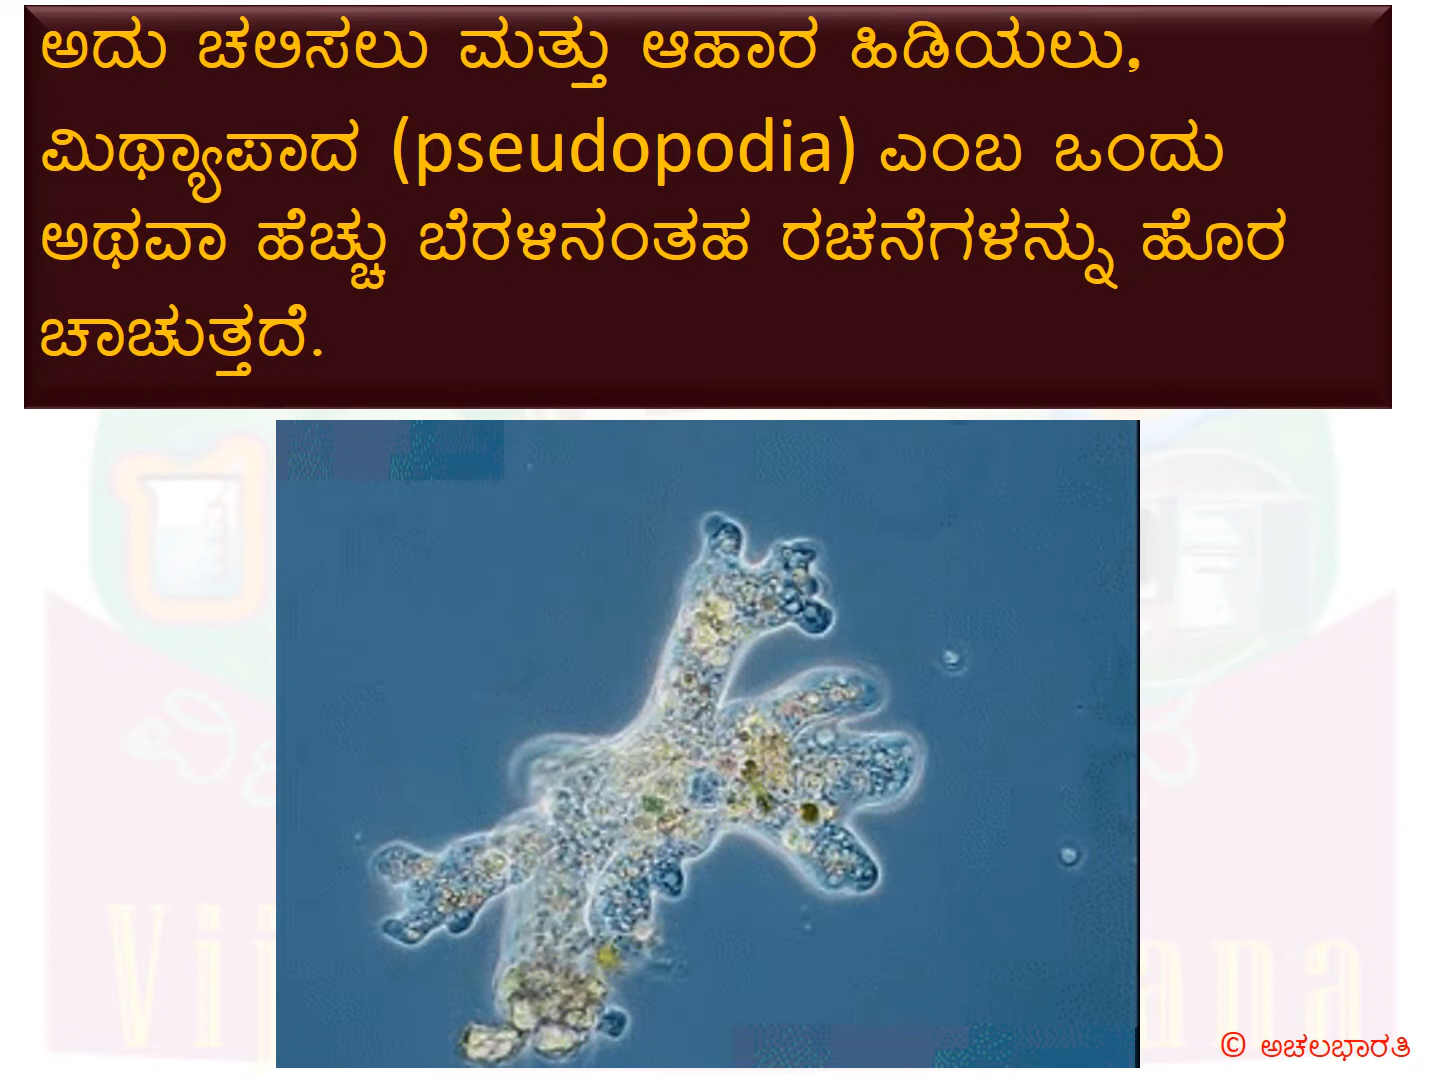 ಅದು ಚಲಿಸಲು ಮತ್ತು ಆಹಾರ ಹಿಡಿಯಲು,
ಮಿಥ್ಯಾಪಾದ (pseudopodia) ಎಂಬ ಒಂದು
ಅಥವಾ ಹೆಚ್ಚು ಬೆರಳಿನಂತಹ ರಚನೆಗಳನ್ನು ಹೊರ
ಚಾಚುತ್ತದೆ.
© ಅಚಲಭಾರತಿ